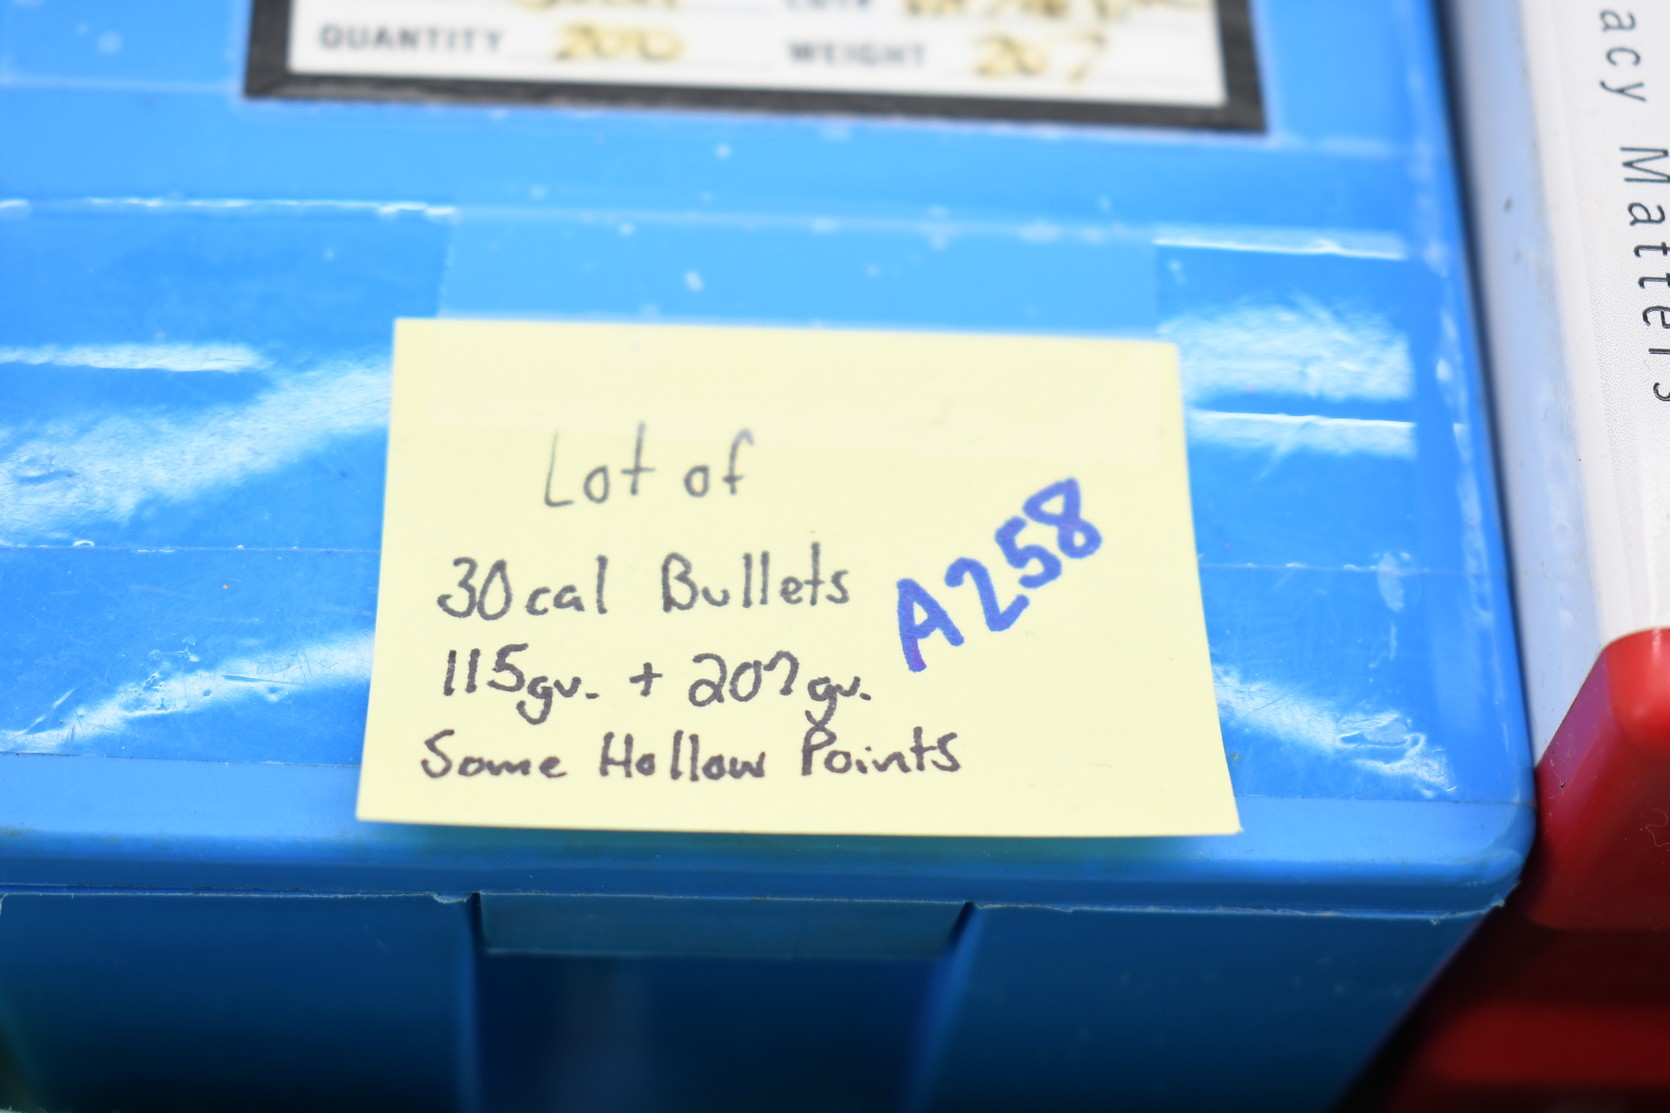 QUANTITY 200 WEIGHT 207
acy Matters
Lot of
30cal Bullets
115gr. + 207gr.
Some Hollow Points
A258